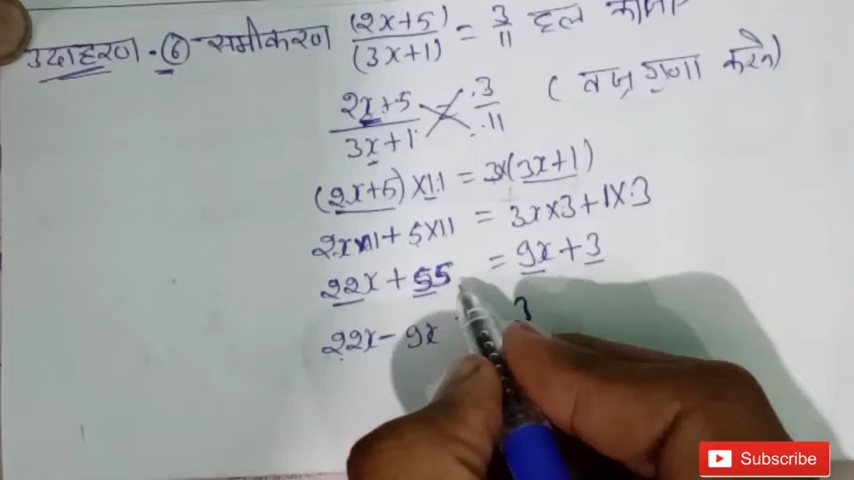 उदाहरण-⑥- समीकरण (2x+5)/(3x+1) = 3/11 हल
2x+5/3x+1 = 3/11 (वज्र गुणा करने)
(2x+5)×11 = 3×(3x+1)
2x×11+5×11 = 3x×3+1×3
22x+55 = 9x+3
22x-9x 3
Subscribe